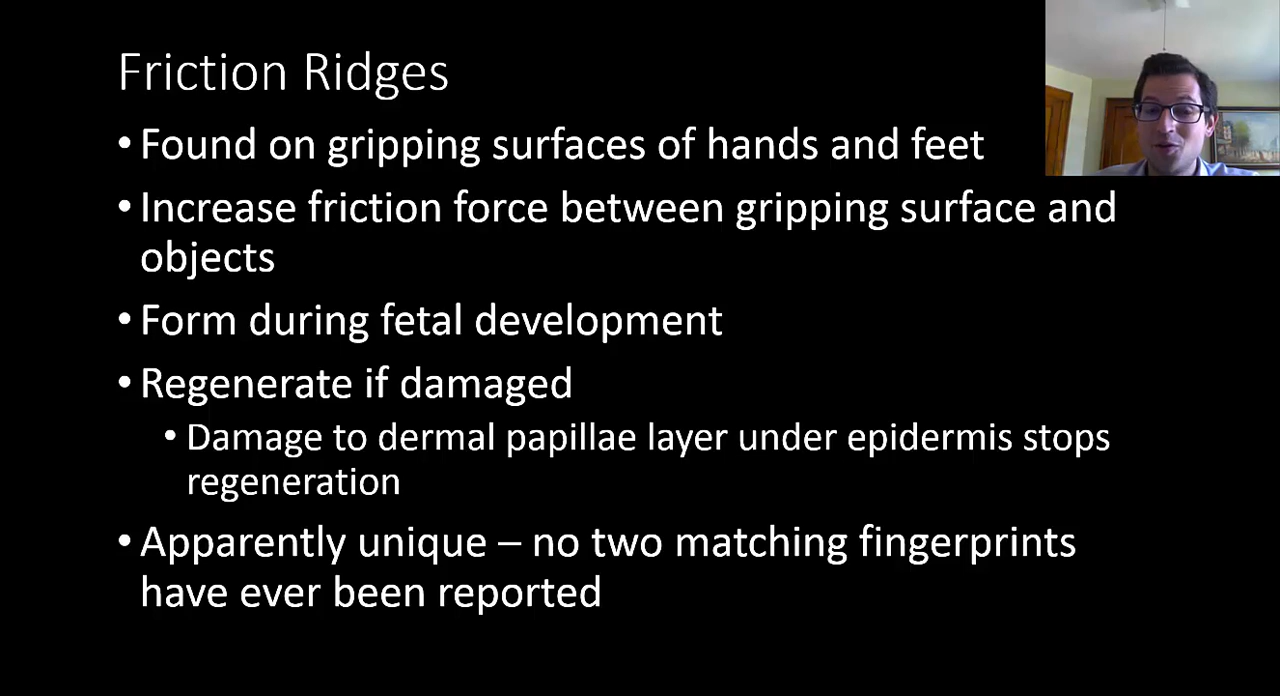 Friction Ridges
• Found on gripping surfaces of hands and feet
• Increase friction force between gripping surface and
objects
• Form during fetal development
• Regenerate if damaged
• Damage to dermal papillae layer under epidermis stops
regeneration
• Apparently unique – no two matching fingerprints
have ever been reported